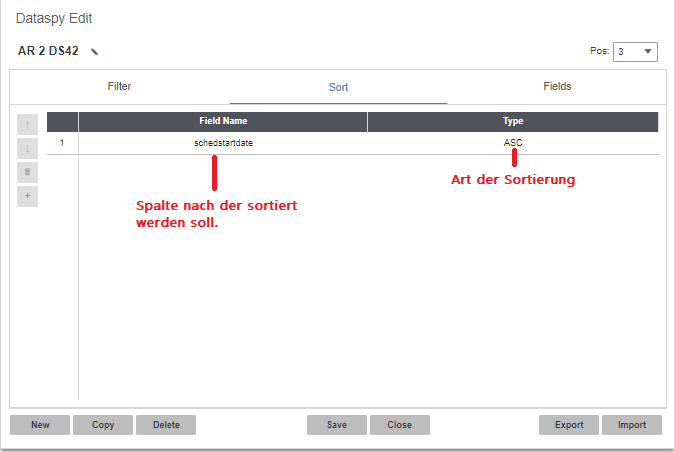 Dataspy Edit
AR 2 DS42
Pos: 3
Filter Sort Fields
Field Name Type
1 schedstartdate ASC
Art der Sortierung
Spalte nach der sortiert
werden soll.
New Copy Delete Save Close Export Import